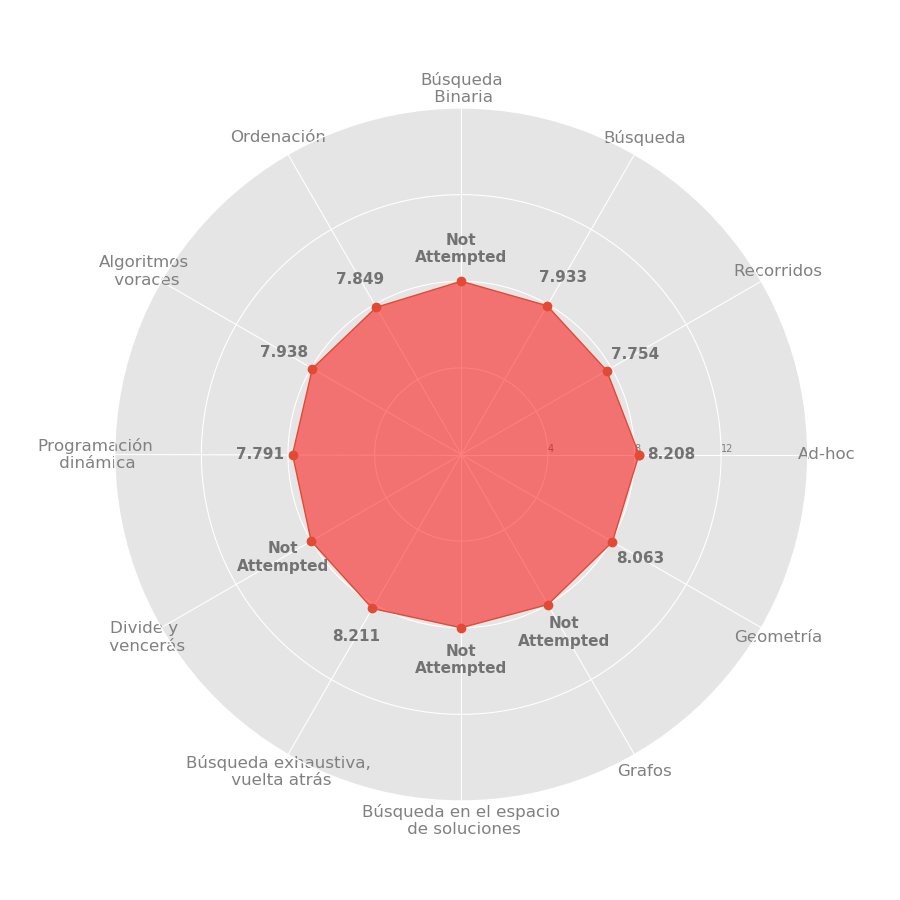 Búsqueda
Binaria
Ordenación
Búsqueda
Not
Attempted
Algoritmos
voraces
7.849
7.933
Recorridos
7.938
7.754
Programación
dinámica
7.791
4
8
12
8.208
Ad-hoc
Not
Attempted
8.063
Divide y
vencerás
8.211
Not
Attempted
Not
Attempted
Geometría
Búsqueda exhaustiva,
vuelta atrás
Grafos
Búsqueda en el espacio
de soluciones